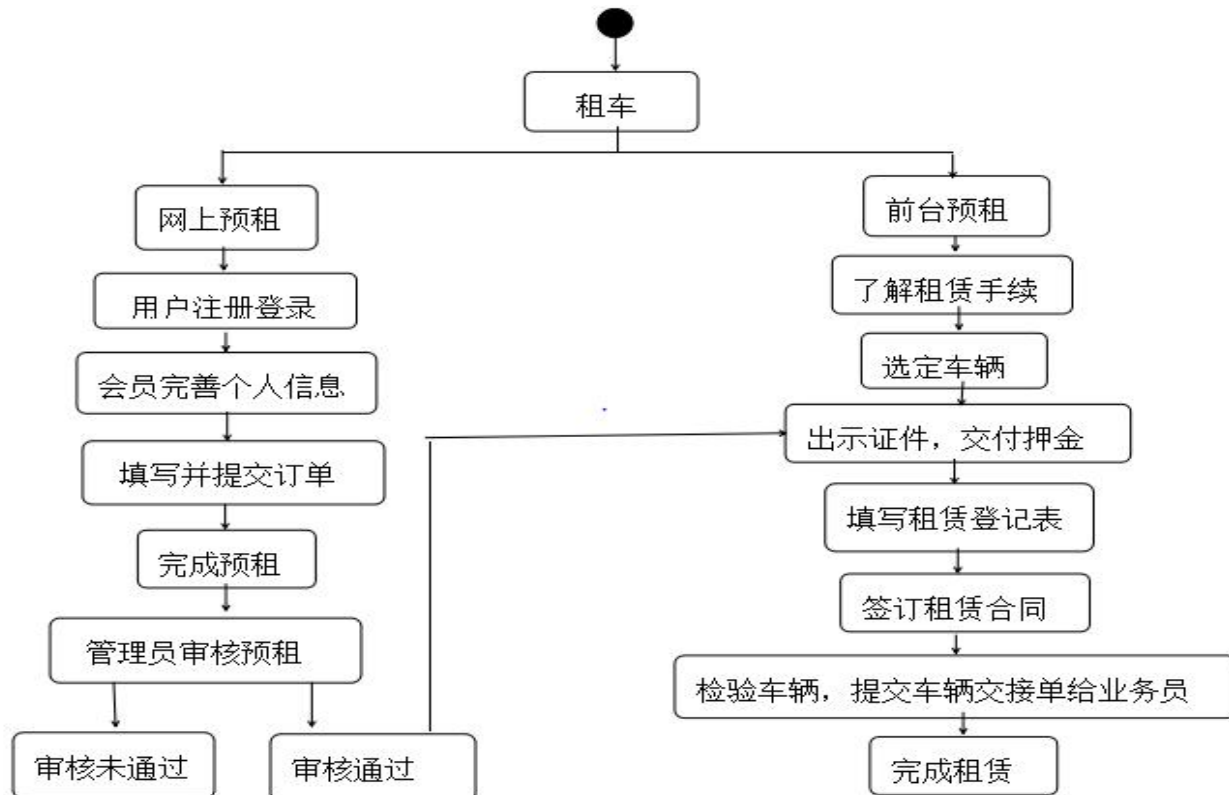 租车
网上预租
用户注册登录
会员完善个人信息
填写并提交订单
完成预租
管理员审核预租
审核未通过
审核通过
前台预租
了解租赁手续
选定车辆
出示证件，交付押金
填写租赁登记表
签订租赁合同
检验车辆，提交车辆交接单给业务员
完成租赁